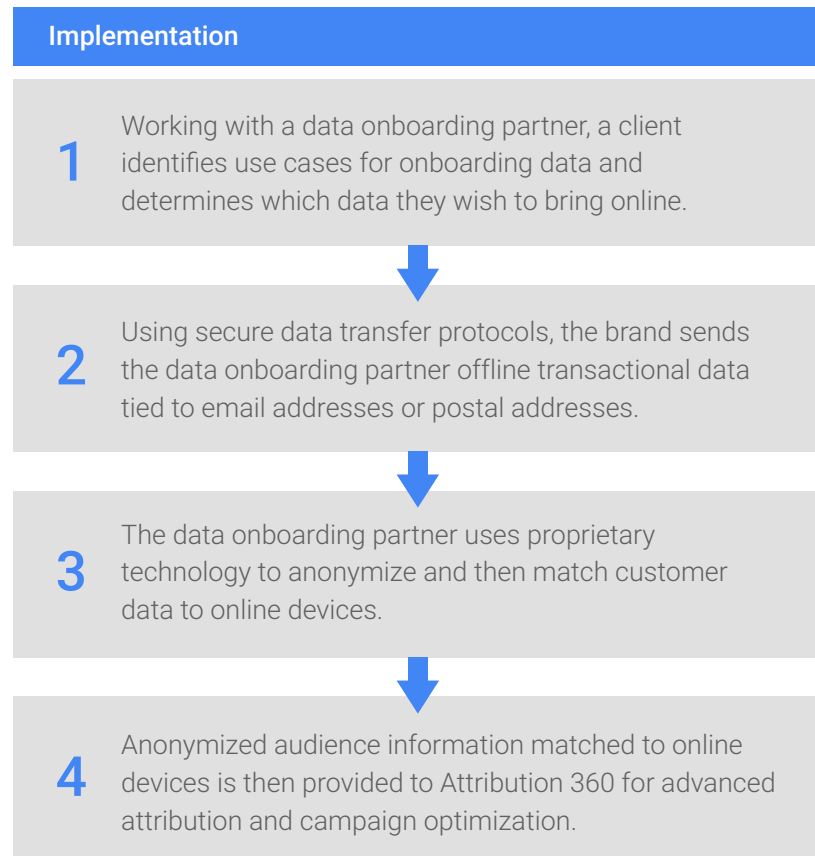 Implementation
1
Working with a data onboarding partner, a client
identifies use cases for onboarding data and
determines which data they wish to bring online.
2
Using secure data transfer protocols, the brand sends
the data onboarding partner offline transactional data
tied to email addresses or postal addresses.
3
The data onboarding partner uses proprietary
technology to anonymize and then match customer
data to online devices.
4
Anonymized audience information matched to online
devices is then provided to Attribution 360 for advanced
attribution and campaign optimization.